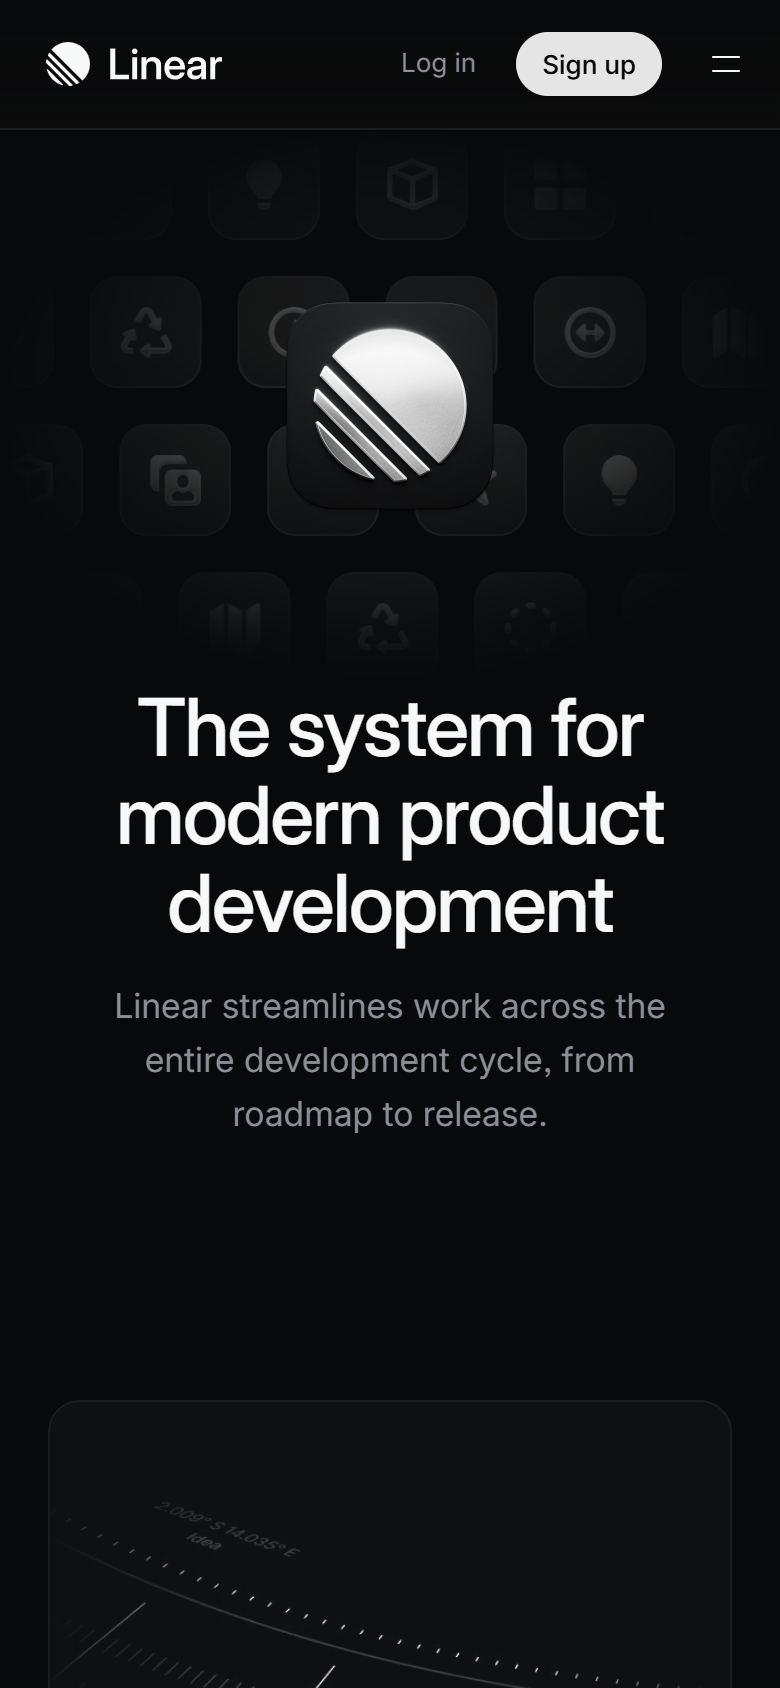 Linear
Log in
Sign up
The system for
modern product
development
Linear streamlines work across the
entire development cycle, from
roadmap to release.
2.009° S 14.035° E
Idea